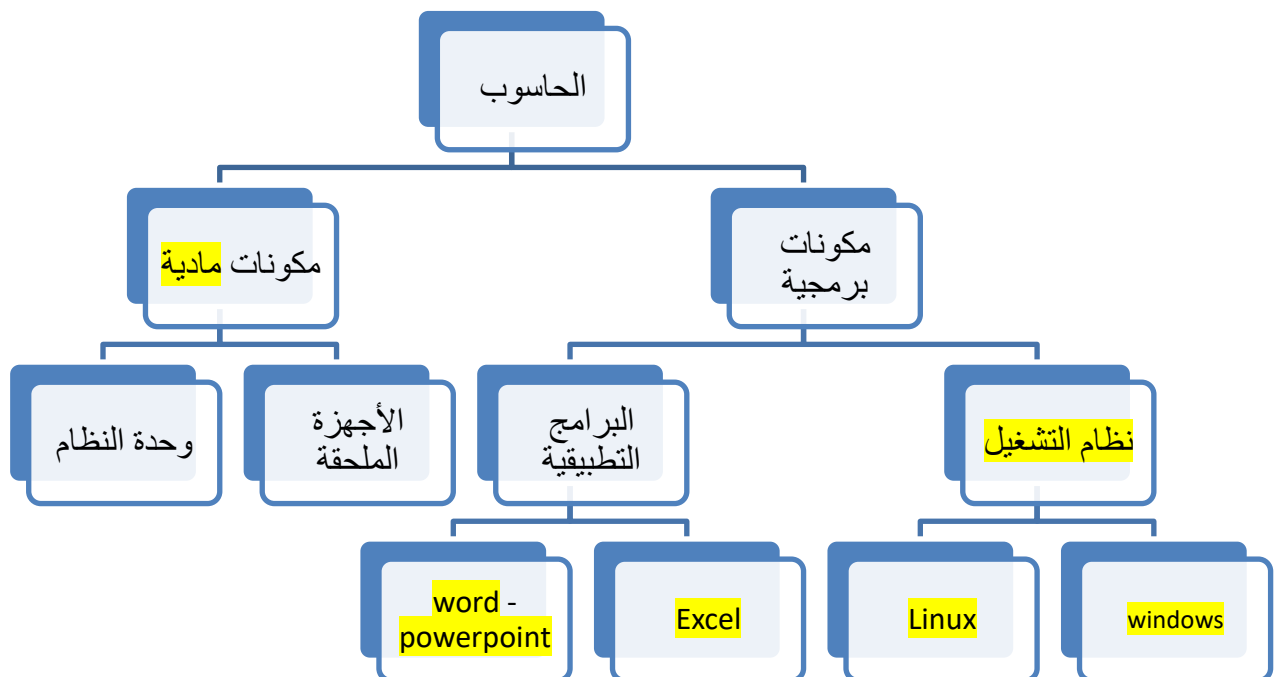 الحاسوب
مكونات
برمجية
مكونات مادية
نظام التشغيل
البرامج
التطبيقية
الأجهزة
الملحقة
وحدة النظام
windows
Linux
Excel
word -
powerpoint